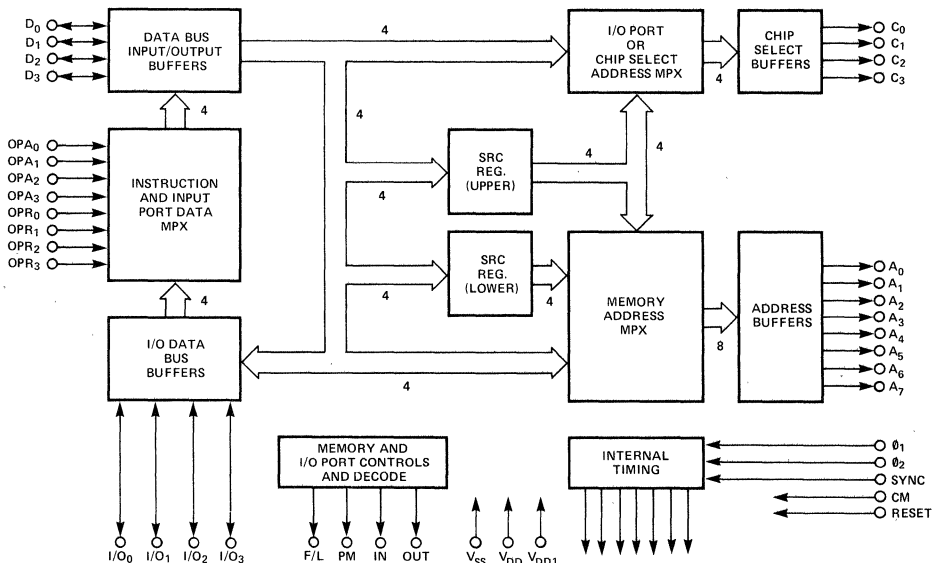 D₀
D₁
D₂
D₃
DATA BUS
INPUT/OUTPUT
BUFFERS
4
I/O PORT
OR
CHIP SELECT
ADDRESS MPX
4
CHIP
SELECT
BUFFERS
C₀
C₁
C₂
C₃
4
4
OPA₀
OPA₁
OPA₂
OPA₃
OPR₀
OPR₁
OPR₂
OPR₃
INSTRUCTION
AND INPUT
PORT DATA
MPX
4
SRC
REG.
(UPPER)
4
4
4
SRC
REG.
(LOWER)
4
4
MEMORY
ADDRESS
MPX
8
ADDRESS
BUFFERS
A₀
A₁
A₂
A₃
A₄
A₅
A₆
A₇
I/O DATA
BUS
BUFFERS
4
MEMORY AND
I/O PORT CONTROLS
AND DECODE
INTERNAL
TIMING
Ø₁
Ø₂
SYNC
CM
RESET
I/O₀
I/O₁
I/O₂
I/O₃
F/L
PM
IN
OUT
V_SS
V_DD
V_DD1